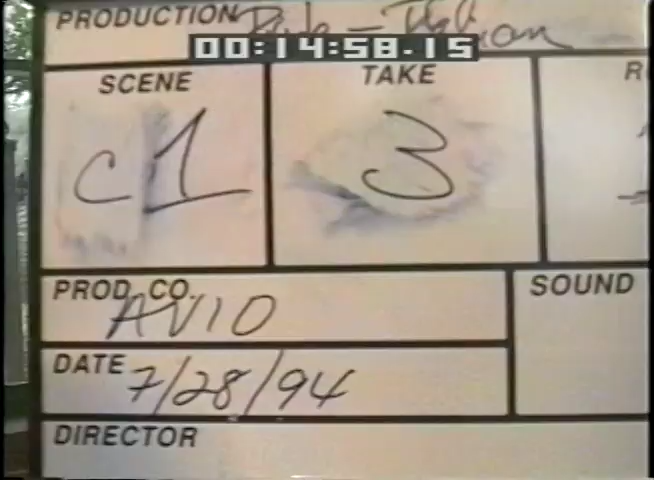 PRODUCTION
00:14:58.15
SCENE TAKE R
C1 3
PROD. CO. AVIO
SOUND
DATE 7/28/94
DIRECTOR